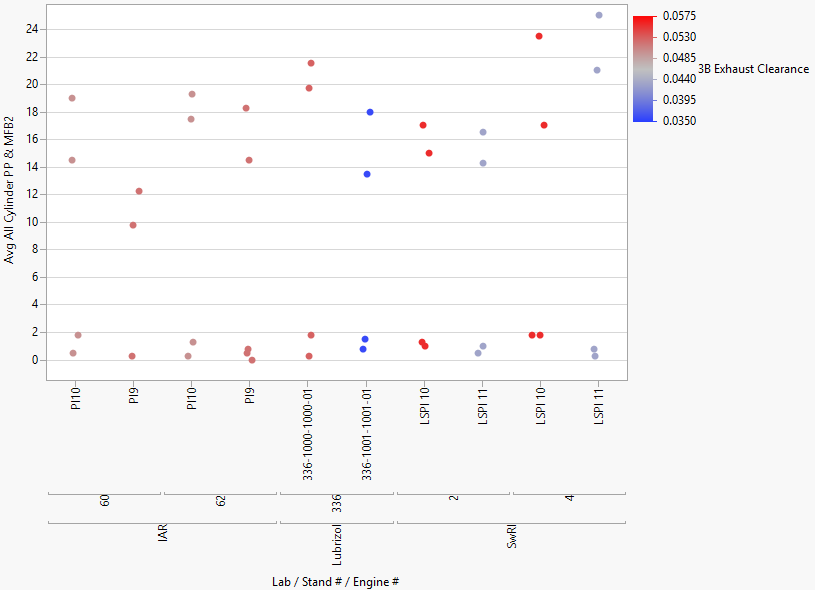 Avg All Cylinder PP & MFB2
24
22
20
18
16
14
12
10
8
6
4
2
0
0.0575
0.0530
0.0485
0.0440
0.0395
0.0350
3B Exhaust Clearance
PI10
PI9
PI10
PI9
336-1000-1000-01
336-1001-1001-01
LSPI 10
LSPI 11
LSPI 10
LSPI 11
60
62
336
2
4
IAR
Lubrizol
SwRI
Lab / Stand # / Engine #